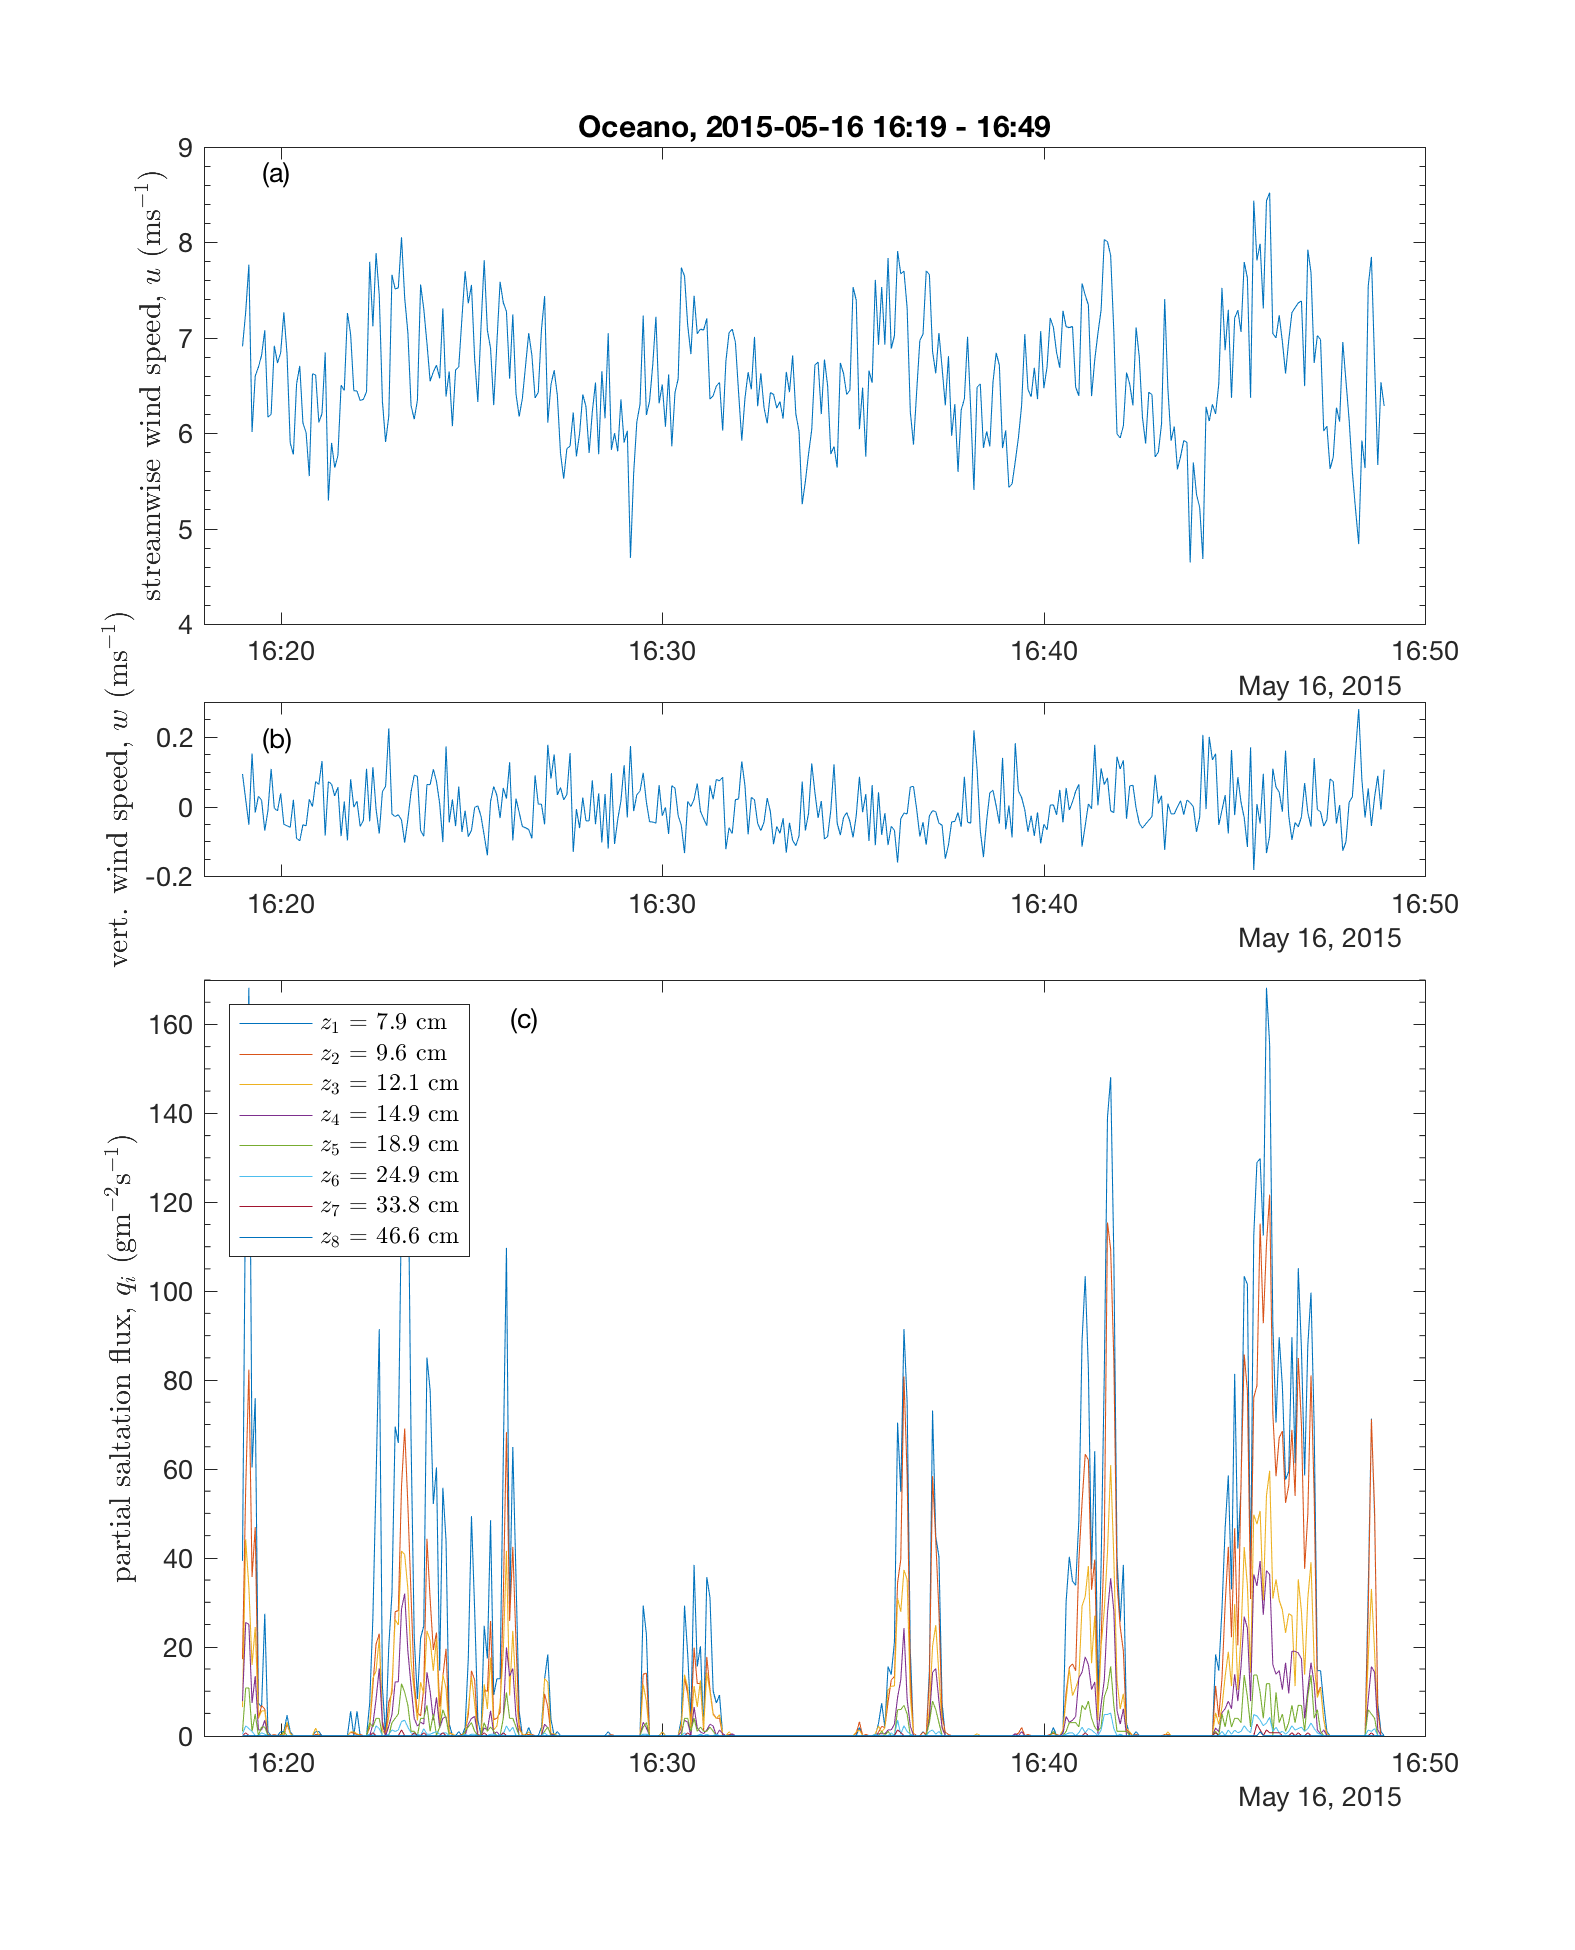 Oceano, 2015-05-16 16:19 - 16:49
(a)
streamwise wind speed, u (ms⁻¹)
9
8
7
6
5
4
16:20 16:30 16:40 16:50
May 16, 2015
(b)
vert. wind speed, w (ms⁻¹)
0.2
0
-0.2
16:20 16:30 16:40 16:50
May 16, 2015
(c)
partial saltation flux, qᵢ (gm⁻²s⁻¹)
160
140
120
100
80
60
40
20
0
z₁ = 7.9 cm
z₂ = 9.6 cm
z₃ = 12.1 cm
z₄ = 14.9 cm
z₅ = 18.9 cm
z₆ = 24.9 cm
z₇ = 33.8 cm
z₈ = 46.6 cm
16:20 16:30 16:40 16:50
May 16, 2015